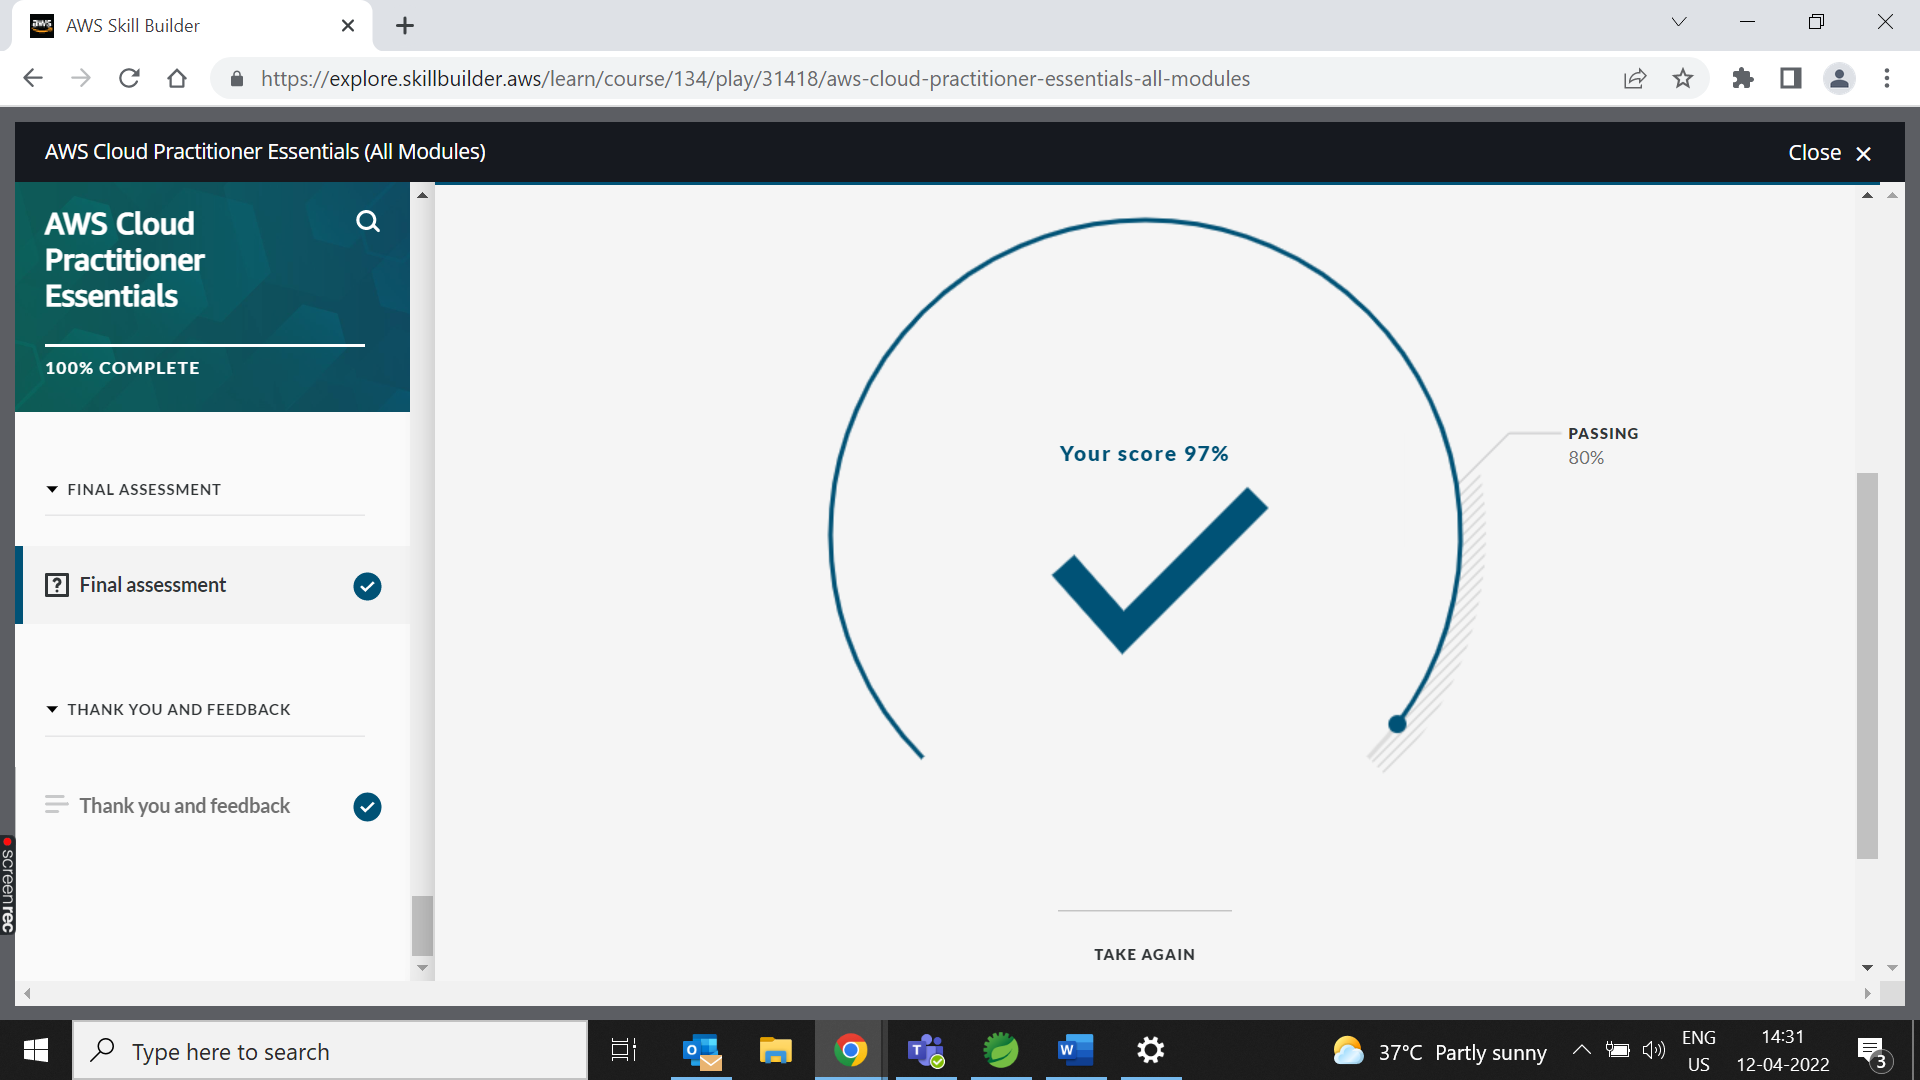 AWS Skill Builder
https://explore.skillbuilder.aws/learn/course/134/play/31418/aws-cloud-practitioner-essentials-all-modules
AWS Cloud Practitioner Essentials (All Modules)
Close
AWS Cloud
Practitioner
Essentials
100% COMPLETE
FINAL ASSESSMENT
Final assessment
THANK YOU AND FEEDBACK
Thank you and feedback
Your score 97%
PASSING
80%
TAKE AGAIN
screenrec
Type here to search
37°C Partly sunny
ENG
US
14:31
12-04-2022
3